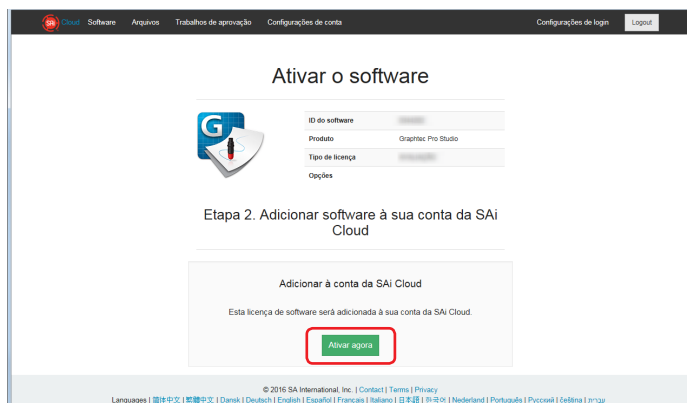 SAi Cloud Software Arquivos Trabalhos de aprovação Configurações de conta Configurações de login Logout
Ativar o software
G
ID do software
Produto Graphtec Pro Studio
Tipo de licença
Opções
Etapa 2. Adicionar software à sua conta da SAi
Cloud
Adicionar à conta da SAi Cloud
Esta licença de software será adicionada à sua conta da SAi Cloud.
Ativar agora
© 2016 SA International, Inc. | Contact | Terms | Privacy
Languages | 简体中文 | 繁體中文 | Dansk | Deutsch | English | Español | Français | Italiano | 日本語 | 한국어 | Nederland | Português | Русский | čeština | עברית